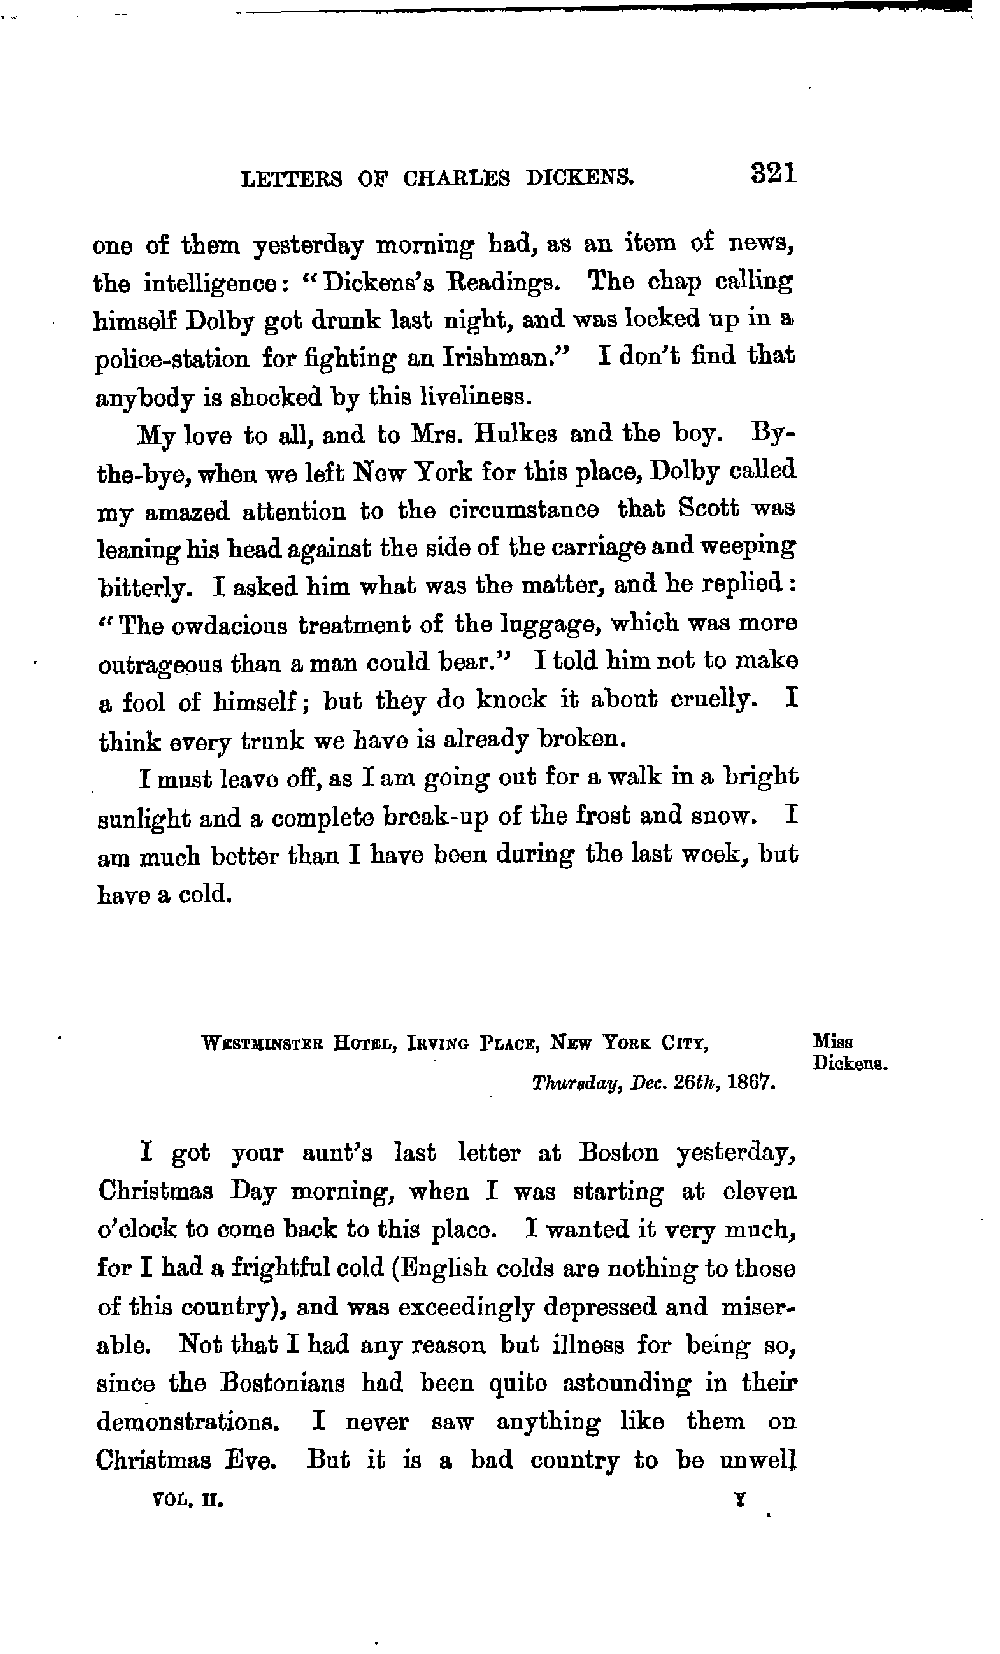 LETTERS OF CHARLES DICKENS. 321
one of them yesterday morning had, as an item of news,
the intelligence: “Dickens’s Readings. The chap calling
himself Dolby got drunk last night, and was locked up in a
police-station for fighting an Irishman.” I don’t find that
anybody is shocked by this liveliness.
My love to all, and to Mrs. Hulkes and the boy. By-
the-bye, when we left New York for this place, Dolby called
my amazed attention to the circumstance that Scott was
leaning his head against the side of the carriage and weeping
bitterly. I asked him what was the matter, and he replied:
“The owdacious treatment of the luggage, which was more
outrageous than a man could bear.” I told him not to make
a fool of himself; but they do knock it about cruelly. I
think every trunk we have is already broken.
I must leave off, as I am going out for a walk in a bright
sunlight and a complete break-up of the frost and snow. I
am much better than I have been during the last week, but
have a cold.
WESTMINSTER HOTEL, IRVING PLACE, NEW YORK CITY,
Thursday, Dec. 26th, 1867.
Miss
Dickens.
I got your aunt’s last letter at Boston yesterday,
Christmas Day morning, when I was starting at eleven
o’clock to come back to this place. I wanted it very much,
for I had a frightful cold (English colds are nothing to those
of this country), and was exceedingly depressed and miser-
able. Not that I had any reason but illness for being so,
since the Bostonians had been quite astounding in their
demonstrations. I never saw anything like them on
Christmas Eve. But it is a bad country to be unwell
VOL. II. Y